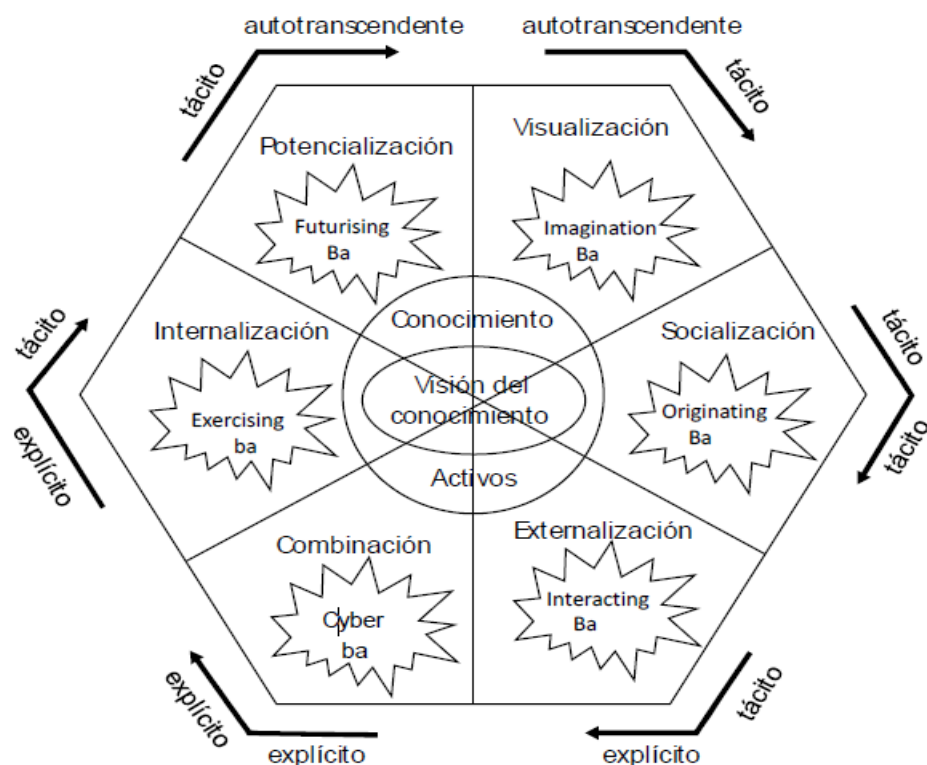 autotranscendente
autotranscendente
tácito
tácito
Visualización
Potencialización
Futurising
Ba
Imagination
Ba
Conocimiento
tácito
Internalización
Socialización
tácito
Visión del
conocimiento
Exercising
ba
Originating
Ba
explícito
tácito
Activos
Externalización
Combinación
Interacting
Ba
Cyber
ba
explícito
tácito
explícito
explícito